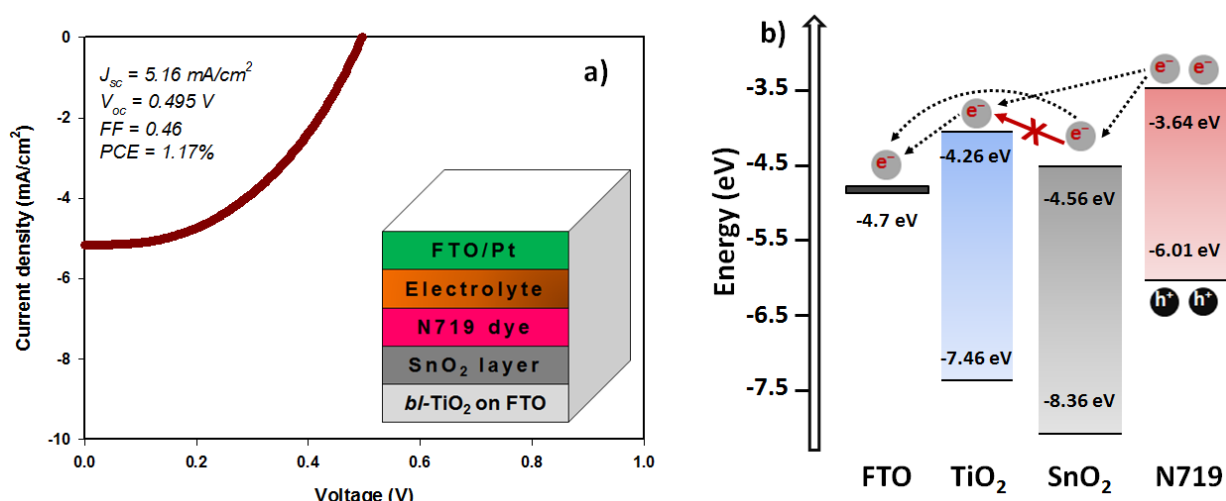 a)
J_sc = 5.16 mA/cm²
V_oc = 0.495 V
FF = 0.46
PCE = 1.17%
Current density (mA/cm²)
0
-2
-4
-6
-8
-10
0.0 0.2 0.4 0.6 0.8 1.0
Voltage (V)
FTO/Pt
Electrolyte
N719 dye
SnO₂ layer
bl-TiO₂ on FTO
b)
Energy (eV)
-3.5
-4.5
-5.5
-6.5
-7.5
e⁻ e⁻
e⁻
e⁻
e⁻
-3.64 eV
-4.26 eV
-4.56 eV
-4.7 eV
-6.01 eV
h⁺ h⁺
-7.46 eV
-8.36 eV
FTO TiO₂ SnO₂ N719